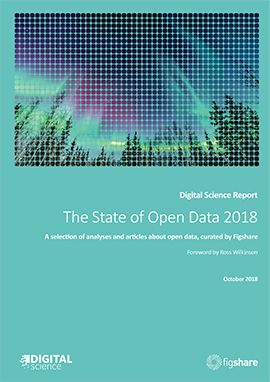 Digital Science Report
The State of Open Data 2018
A selection of analyses and articles about open data, curated by Figshare
Foreword by Ross Wilkinson
October 2018
DIGITAL
science
figshare